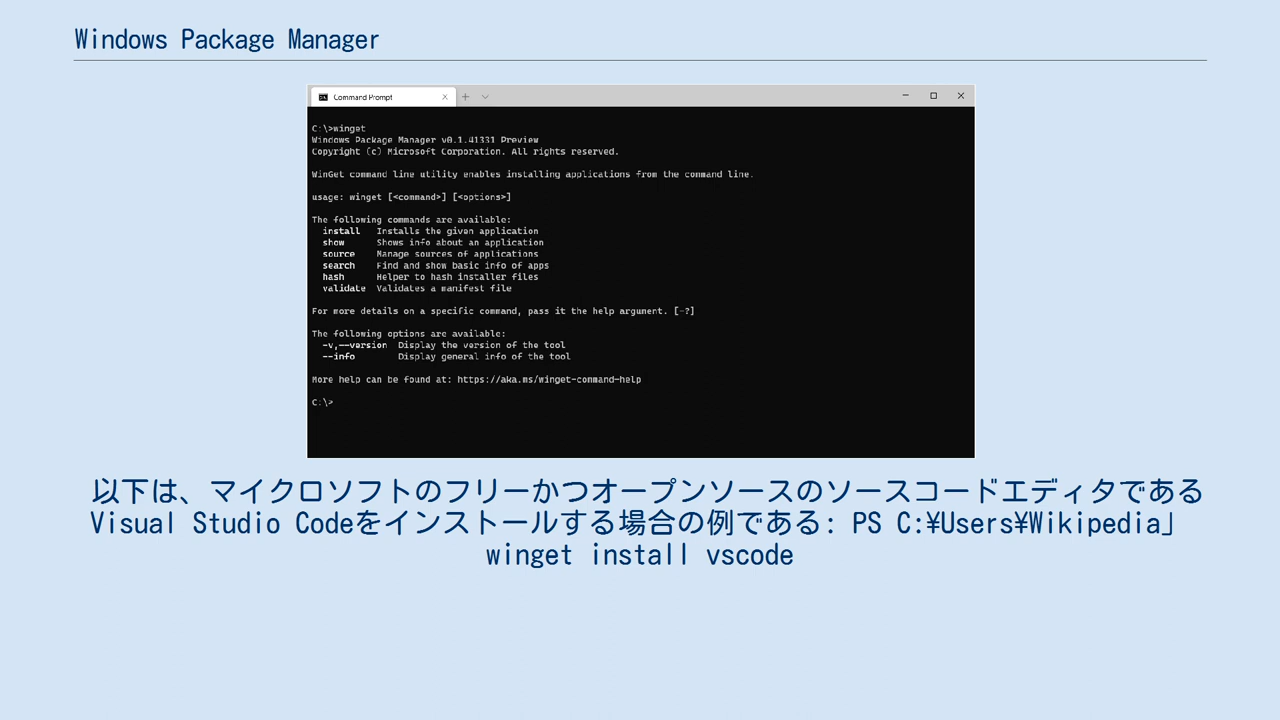 Windows Package Manager
Command Prompt
C:\>winget
Windows Package Manager v0.1.41331 Preview
Copyright (c) Microsoft Corporation. All rights reserved.
WinGet command line utility enables installing applications from the command line.
usage: winget [<command>] [<options>]
The following commands are available:
install Installs the given application
show Shows info about an application
source Manage sources of applications
search Find and show basic info of apps
hash Helper to hash installer files
validate Validates a manifest file
For more details on a specific command, pass it the help argument. [-?]
The following options are available:
-v,--version Display the version of the tool
--info Display general info of the tool
More help can be found at: https://aka.ms/winget-command-help
C:\>
以下は、マイクロソフトのフリーかつオープンソースのソースコードエディタである
Visual Studio Codeをインストールする場合の例である: PS C:¥Users¥Wikipedia」
winget install vscode